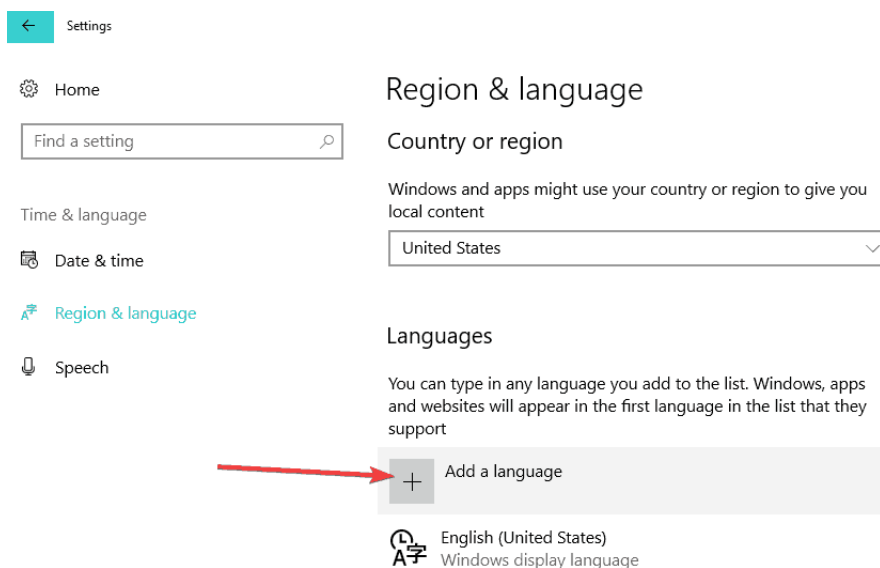 Settings
Home
Find a setting
Time & language
Date & time
Region & language
Speech
Region & language
Country or region
Windows and apps might use your country or region to give you
local content
United States
Languages
You can type in any language you add to the list. Windows, apps
and websites will appear in the first language in the list that they
support
Add a language
English (United States)
Windows display language